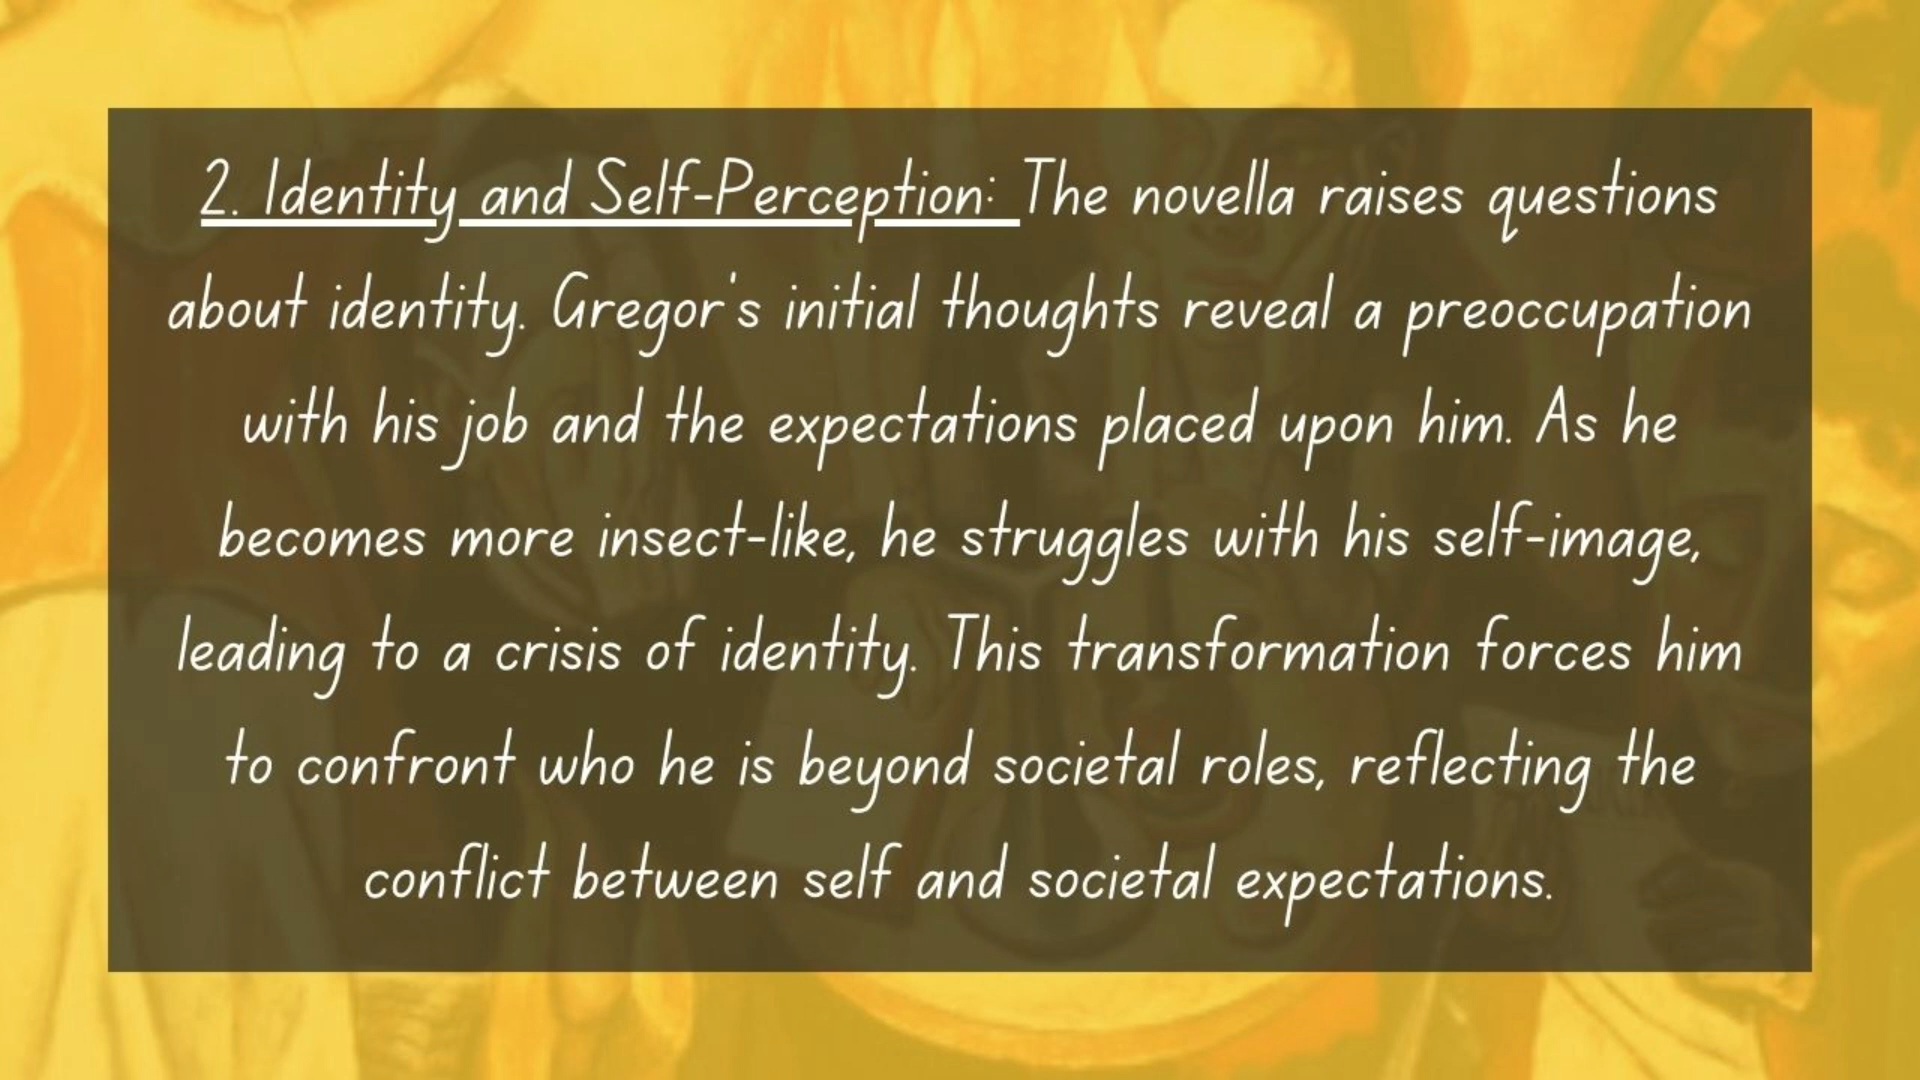 2. Identity and Self-Perception: The novella raises questions
about identity. Gregor's initial thoughts reveal a preoccupation
with his job and the expectations placed upon him. As he
becomes more insect-like, he struggles with his self-image,
leading to a crisis of identity. This transformation forces him
to confront who he is beyond societal roles, reflecting the
conflict between self and societal expectations.